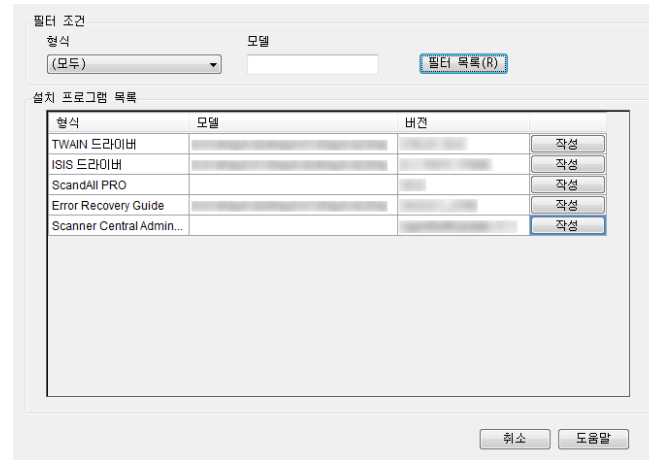 필터 조건
형식 모델
(모두) 필터 목록(R)
설치 프로그램 목록
형식 모델 버전
TWAIN 드라이버 작성
ISIS 드라이버 작성
ScandAll PRO 작성
Error Recovery Guide 작성
Scanner Central Admin... 작성
취소 도움말